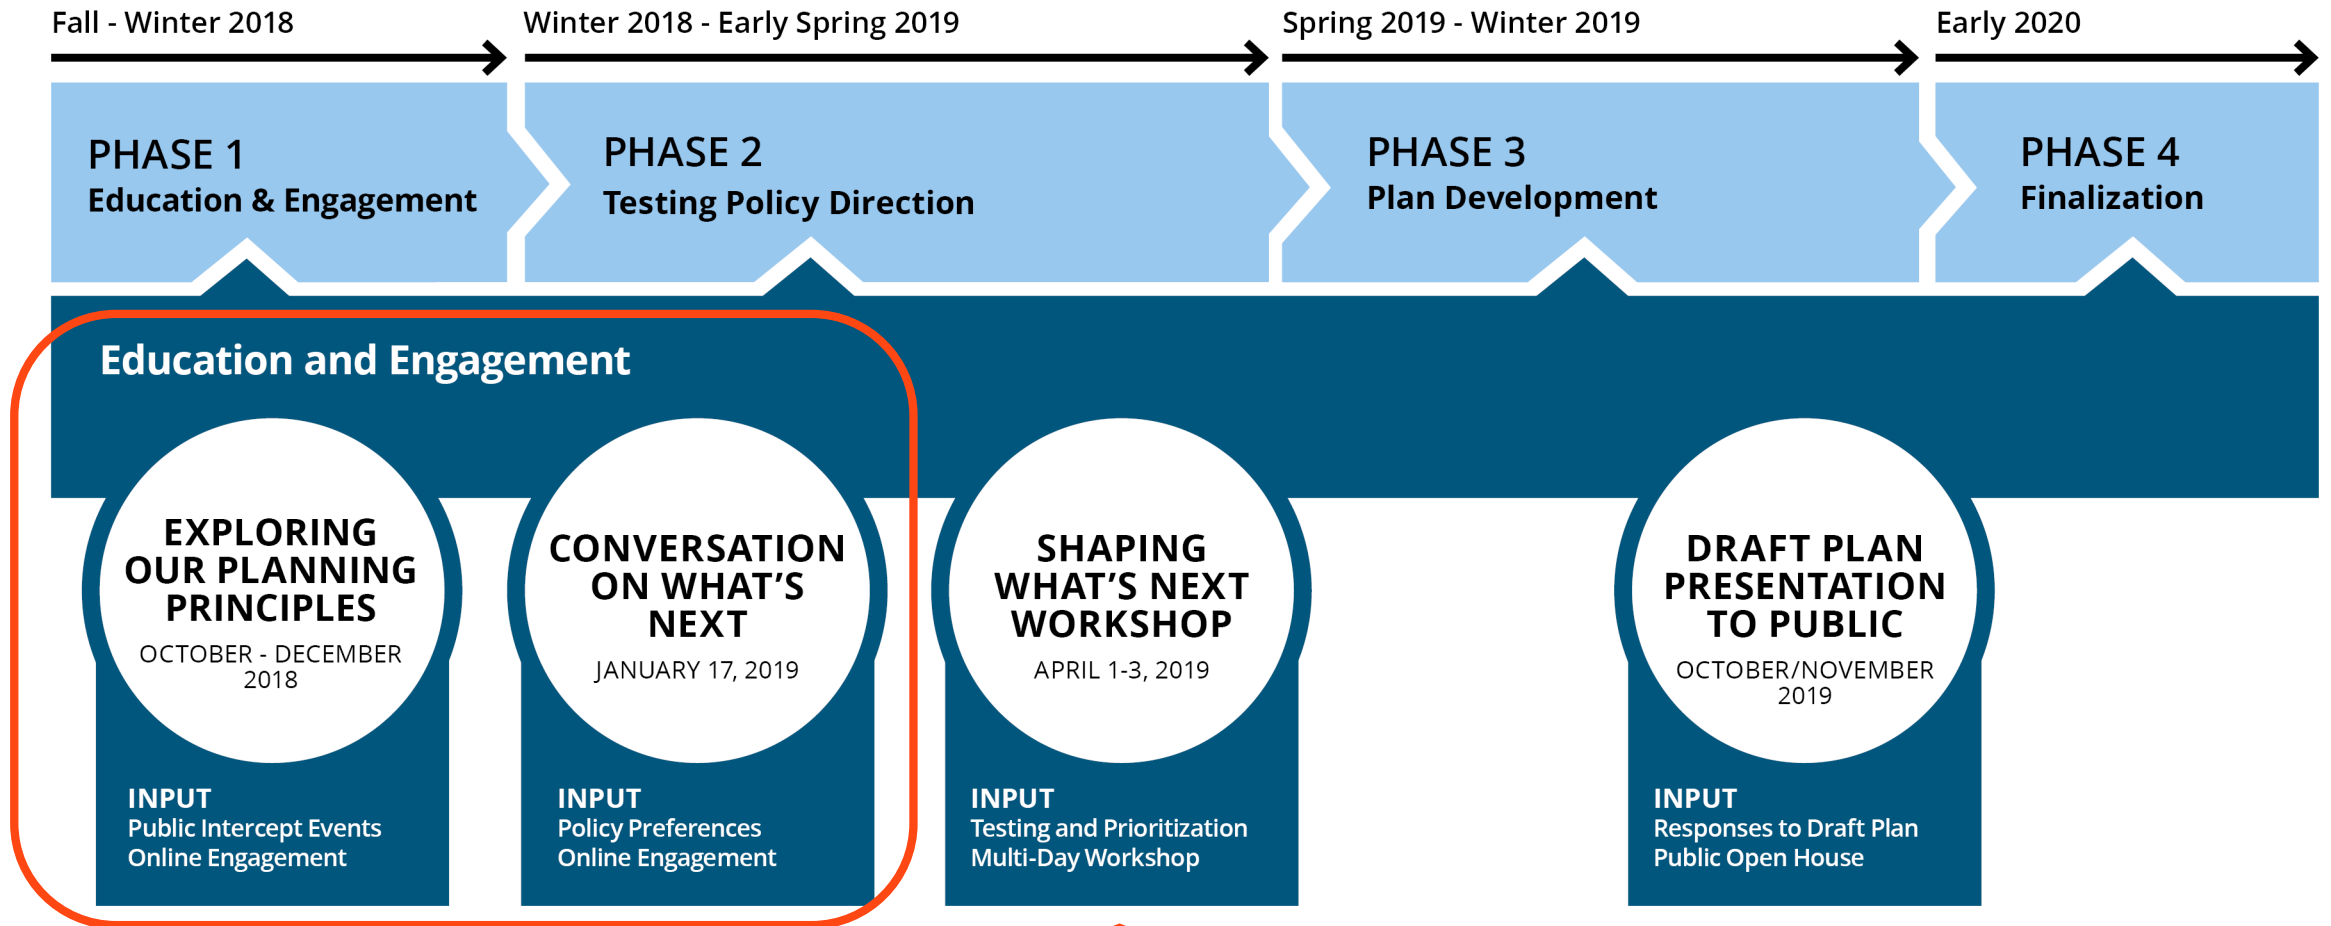 Fall - Winter 2018
Winter 2018 - Early Spring 2019
Spring 2019 - Winter 2019
Early 2020
PHASE 1
Education & Engagement
PHASE 2
Testing Policy Direction
PHASE 3
Plan Development
PHASE 4
Finalization
Education and Engagement
EXPLORING
OUR PLANNING
PRINCIPLES
OCTOBER - DECEMBER
2018
INPUT
Public Intercept Events
Online Engagement
CONVERSATION
ON WHAT'S
NEXT
JANUARY 17, 2019
INPUT
Policy Preferences
Online Engagement
SHAPING
WHAT'S NEXT
WORKSHOP
APRIL 1-3, 2019
INPUT
Testing and Prioritization
Multi-Day Workshop
DRAFT PLAN
PRESENTATION
TO PUBLIC
OCTOBER/NOVEMBER
2019
INPUT
Responses to Draft Plan
Public Open House